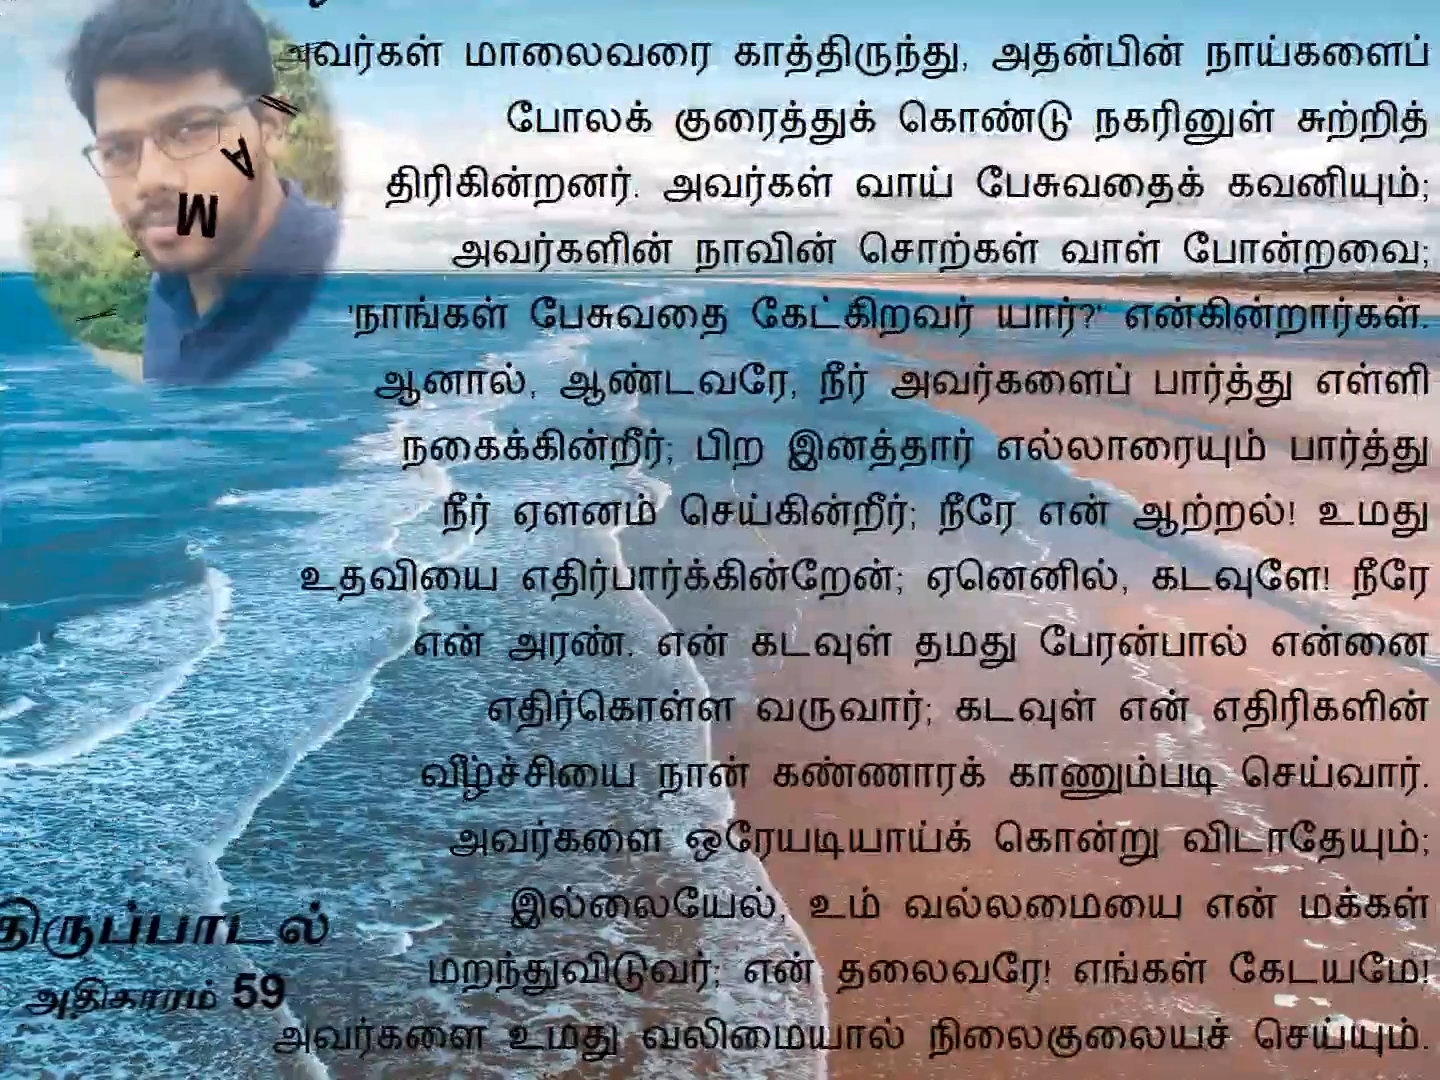 அவர்கள் மாலைவரை காத்திருந்து, அதன்பின் நாய்களைப்
போலக் குரைத்துக் கொண்டு நகரினுள் சுற்றித்
திரிகின்றனர். அவர்கள் வாய் பேசுவதைக் கவனியும்;
அவர்களின் நாவின் சொற்கள் வாள் போன்றவை;
'நாங்கள் பேசுவதை கேட்கிறவர் யார்?' என்கின்றார்கள்.
ஆனால், ஆண்டவரே, நீர் அவர்களைப் பார்த்து எள்ளி
நகைக்கின்றீர்; பிற இனத்தார் எல்லாரையும் பார்த்து
நீர் ஏளனம் செய்கின்றீர்; நீரே என் ஆற்றல்! உமது
உதவியை எதிர்பார்க்கின்றேன்; ஏனெனில், கடவுளே! நீரே
என் அரண். என் கடவுள் தமது பேரன்பால் என்னை
எதிர்கொள்ள வருவார்; கடவுள் என் எதிரிகளின்
வீழ்ச்சியை நான் கண்ணாரக் காணும்படி செய்வார்.
அவர்களை ஒரேயடியாய்க் கொன்று விடாதேயும்;
இல்லையேல், உம் வல்லமையை என் மக்கள்
மறந்துவிடுவர்; என் தலைவரே! எங்கள் கேடயமே!
அவர்களை உமது வலிமையால் நிலைகுலையச் செய்யும்.
திருப்பாடல்
அதிகாரம் 59
A
M